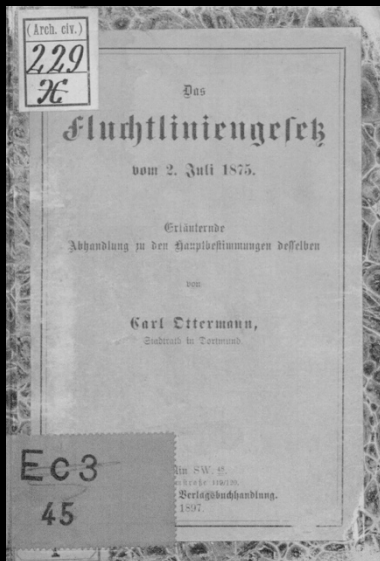 (Arch. civ.)
229
H
Das
Fluchtliniengesetz
vom 2. Juli 1875.
Erläuternde
Abhandlung zu den Hauptbestimmungen desselben
von
Carl Ottermann,
Stadtrath in Dortmund.
SW.
Verlagsbuchhandlung.
1897.
Ec3
45